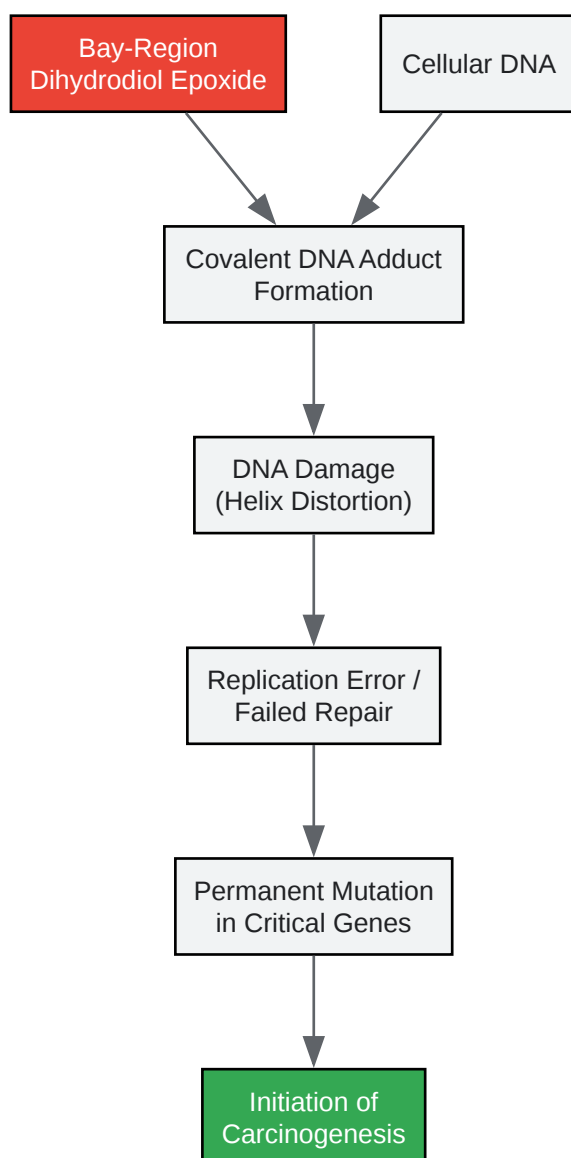 Bay-Region
Dihydrodiol Epoxide
Cellular DNA
Covalent DNA Adduct
Formation
DNA Damage
(Helix Distortion)
Replication Error /
Failed Repair
Permanent Mutation
in Critical Genes
Initiation of
Carcinogenesis